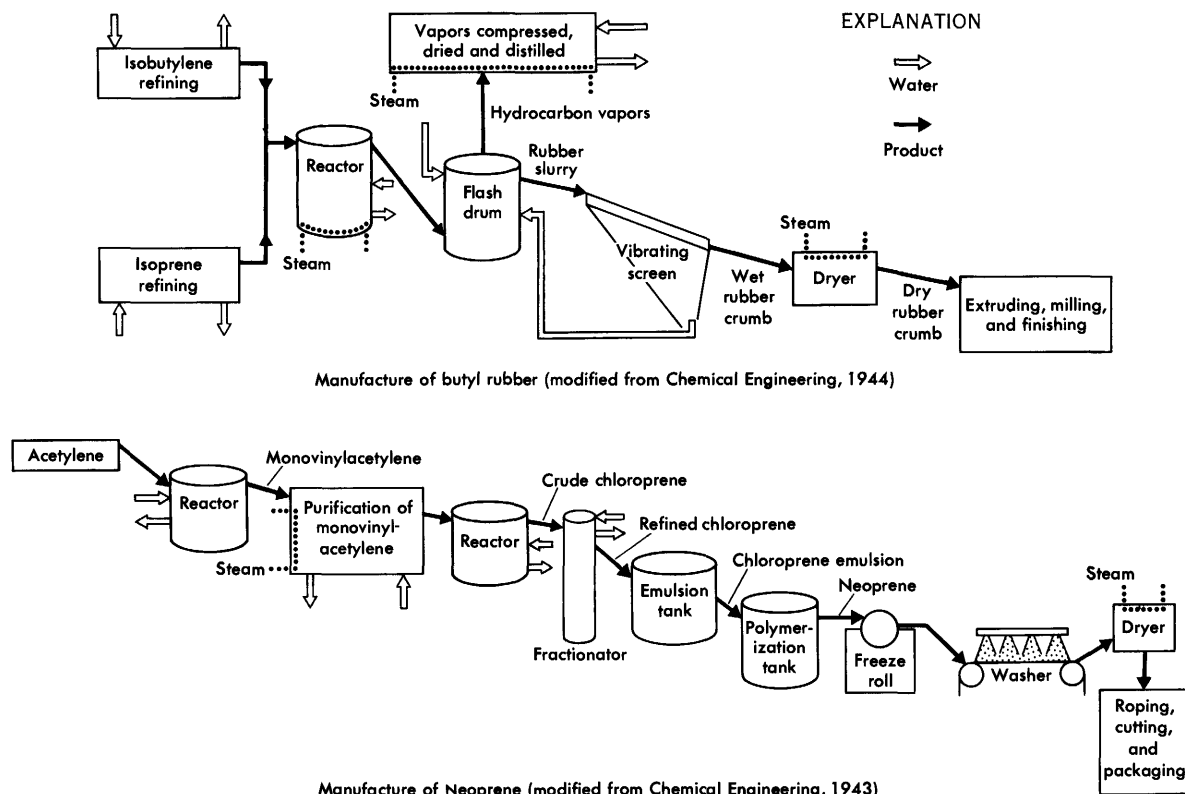 EXPLANATION
Water
Product
Isobutylene
refining
Vapors compressed,
dried and distilled
Steam
Hydrocarbon vapors
Reactor
Steam
Isoprene
refining
Flash
drum
Rubber
slurry
Vibrating
screen
Wet
rubber
crumb
Steam
Dryer
Dry
rubber
crumb
Extruding, milling,
and finishing
Manufacture of butyl rubber (modified from Chemical Engineering, 1944)
Acetylene
Reactor
Monovinylacetylene
Purification of
monovinyl-
acetylene
Steam
Reactor
Crude chloroprene
Fractionator
Refined chloroprene
Emulsion
tank
Chloroprene emulsion
Polymer-
ization
tank
Neoprene
Freeze
roll
Washer
Steam
Dryer
Roping,
cutting,
and
packaging
Manufacture of Neoprene (modified from Chemical Engineering, 1943)